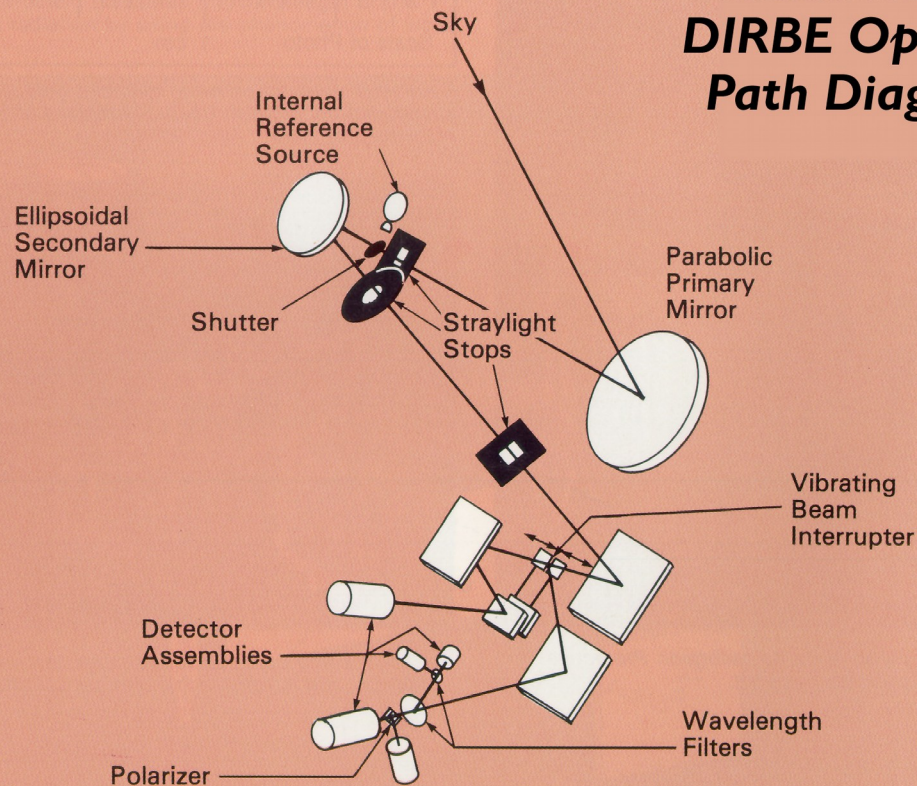 Sky
DIRBE Op
Path Diag
Internal
Reference
Source
Ellipsoidal
Secondary
Mirror
Parabolic
Primary
Mirror
Shutter
Straylight
Stops
Vibrating
Beam
Interrupter
Detector
Assemblies
Wavelength
Filters
Polarizer